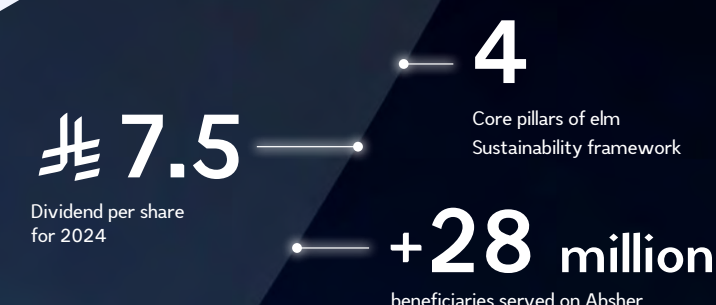 4
Core pillars of elm
Sustainability framework
⃁ 7.5
Dividend per share
for 2024
+28 million
beneficiaries served on Absher